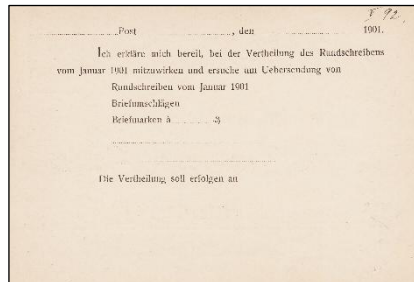 92.
Post , den 1901.
Ich erkläre mich bereit, bei der Vertheilung des Rundschreibens
vom Januar 1901 mitzuwirken und ersuche um Uebersendung von
Rundschreiben vom Januar 1901
Briefumschlägen
Briefmarken à
Die Vertheilung soll erfolgen an